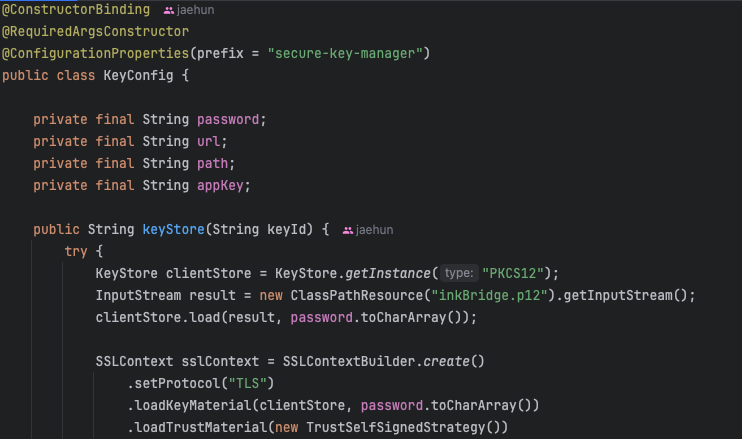 @ConstructorBinding jaehun
@RequiredArgsConstructor
@ConfigurationProperties(prefix = "secure-key-manager")
public class KeyConfig {
private final String password;
private final String url;
private final String path;
private final String appKey;
public String keyStore(String keyId) { jaehun
try {
KeyStore clientStore = KeyStore.getInstance( type: "PKCS12");
InputStream result = new ClassPathResource("inkBridge.p12").getInputStream();
clientStore.load(result, password.toCharArray());
SSLContext sslContext = SSLContextBuilder.create()
.setProtocol("TLS")
.loadKeyMaterial(clientStore, password.toCharArray())
.loadTrustMaterial(new TrustSelfSignedStrategy())